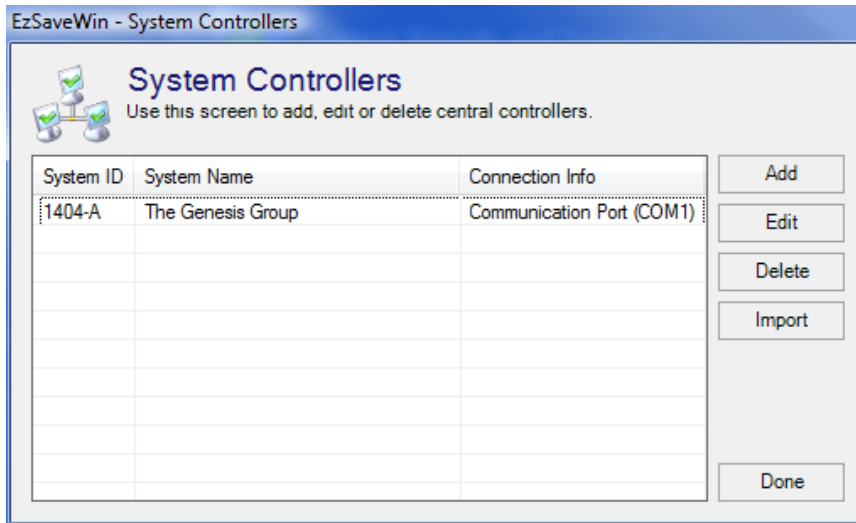 EzSaveWin - System Controllers
System Controllers
Use this screen to add, edit or delete central controllers.
System ID System Name Connection Info
1404-A The Genesis Group Communication Port (COM1)
Add
Edit
Delete
Import
Done